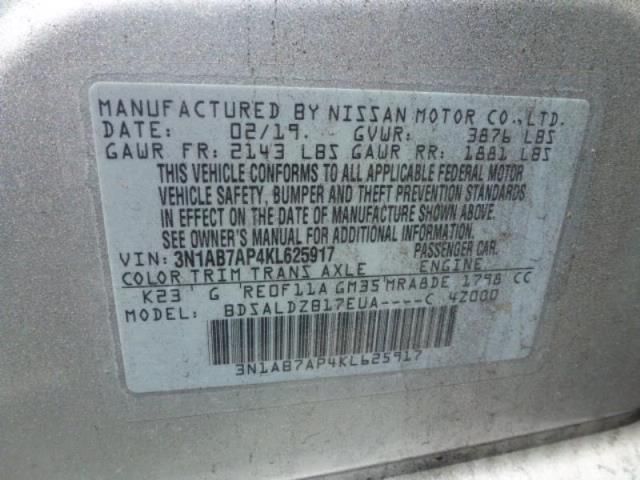 MANUFACTURED BY NISSAN MOTOR CO., LTD.
DATE: 02/19. GVWR: 3876 LBS
GAWR FR: 2143 LBS GAWR RR: 1881 LBS
THIS VEHICLE CONFORMS TO ALL APPLICABLE FEDERAL MOTOR
VEHICLE SAFETY, BUMPER AND THEFT PREVENTION STANDARDS
IN EFFECT ON THE DATE OF MANUFACTURE SHOWN ABOVE.
SEE OWNER'S MANUAL FOR ADDITIONAL INFORMATION.
VIN: 3N1AB7AP4KL625917 PASSENGER CAR.
COLOR TRIM TRANS AXLE ENGINE
K23 G RE0F11A GM35 MRA8DE 1798 CC
BDSALDZB17EUA----C 4Z000
3N1AB7AP4KL625917